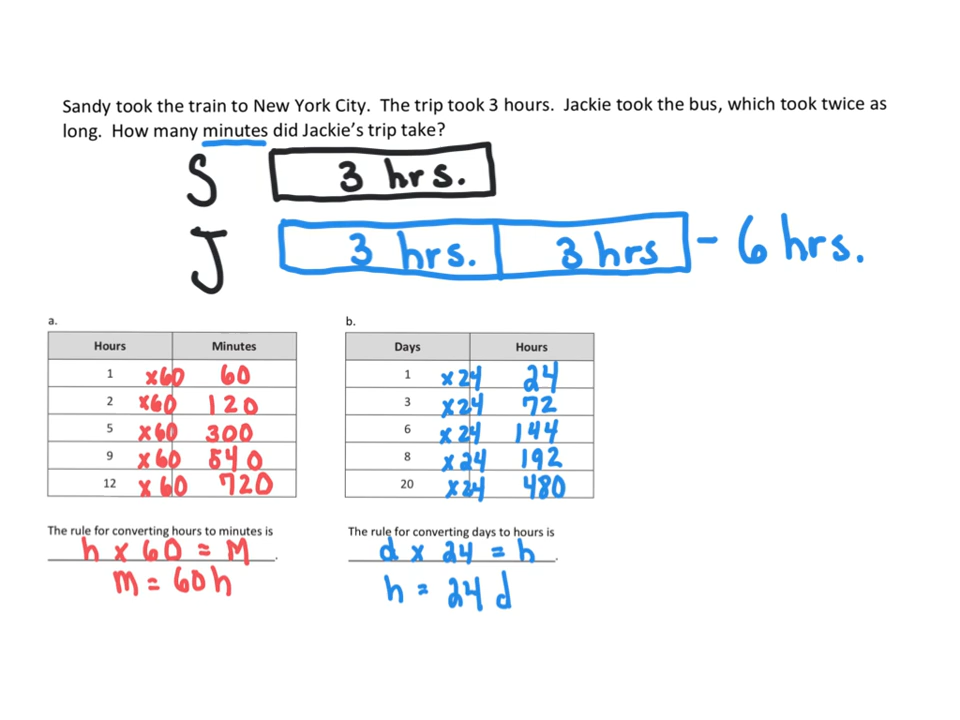 Sandy took the train to New York City. The trip took 3 hours. Jackie took the bus, which took twice as
long. How many minutes did Jackie's trip take?
S 3 hrs.
J 3 hrs. 3 hrs - 6 hrs.
a. b.
Hours Minutes Days Hours
1 x60 60 1 x24 24
2 x60 120 3 x24 72
5 x60 300 6 x24 144
9 x60 540 8 x24 192
12 x60 720 20 x24 480
The rule for converting hours to minutes is
h x 60 = M.
m = 60h
The rule for converting days to hours is
d x 24 = h.
h = 24 d